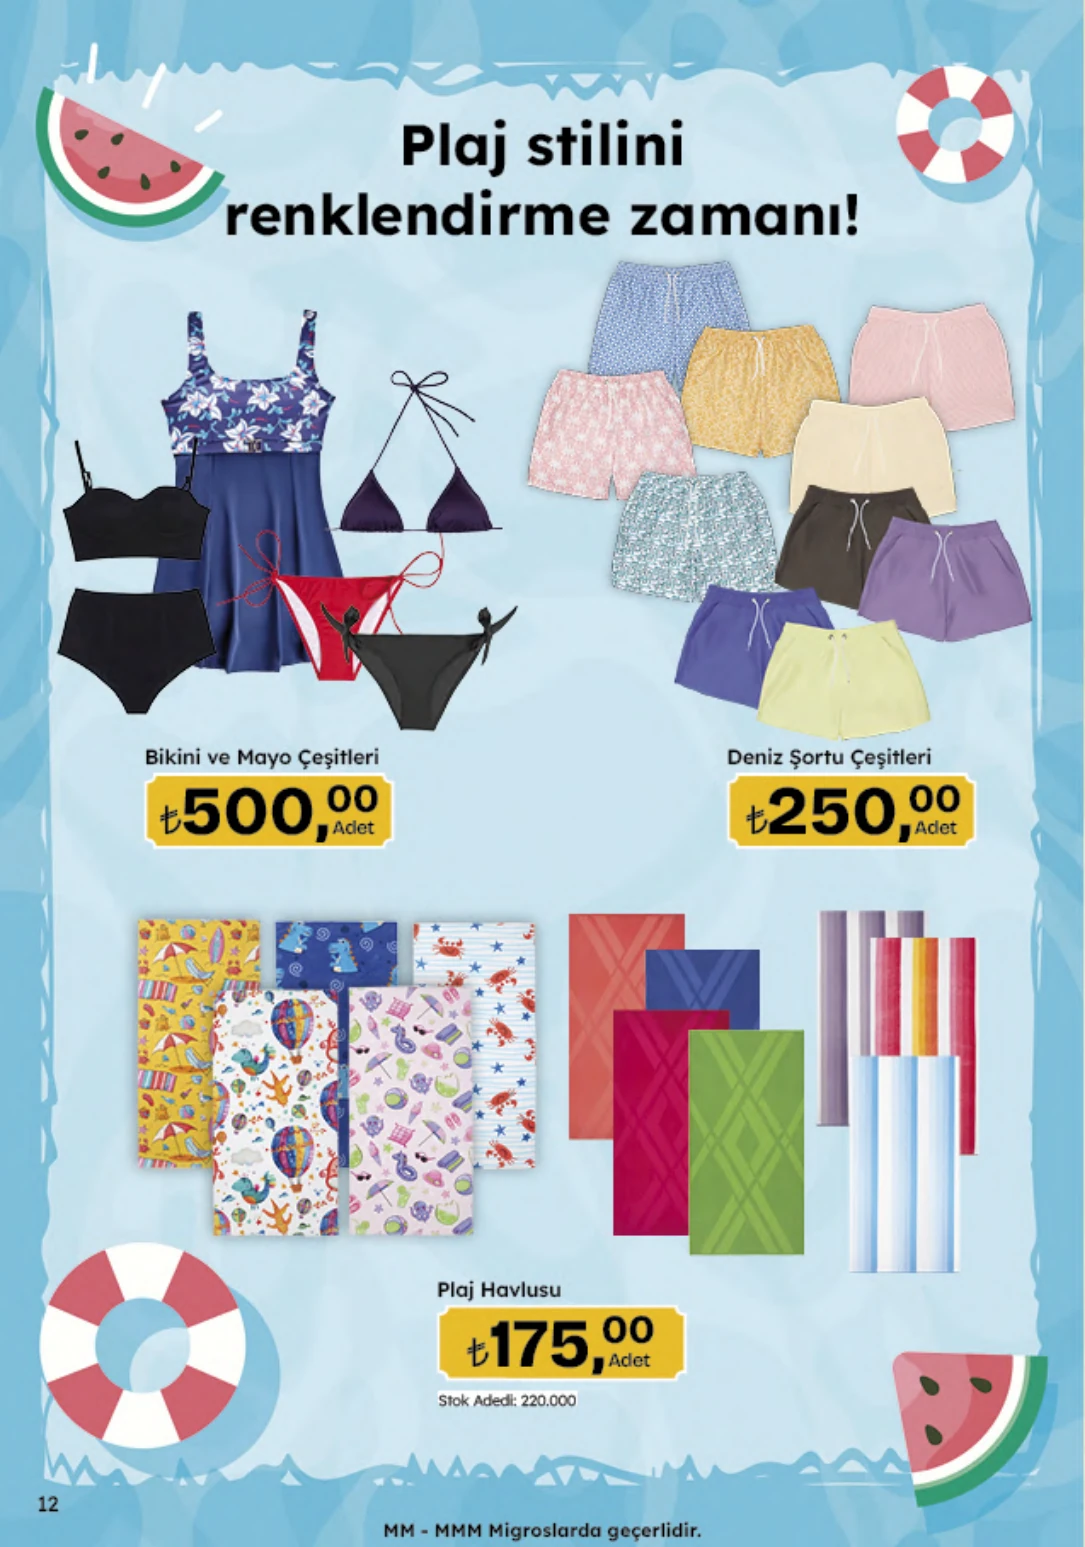 Plaj stilini
renklendirme zamanı!
Bikini ve Mayo Çeşitleri
₺500,00
Adet
Deniz Şortu Çeşitleri
₺250,00
Adet
Plaj Havlusu
₺175,00
Adet
Stok Adedi: 220.000
12
MM - MMM Migroslarda geçerlidir.